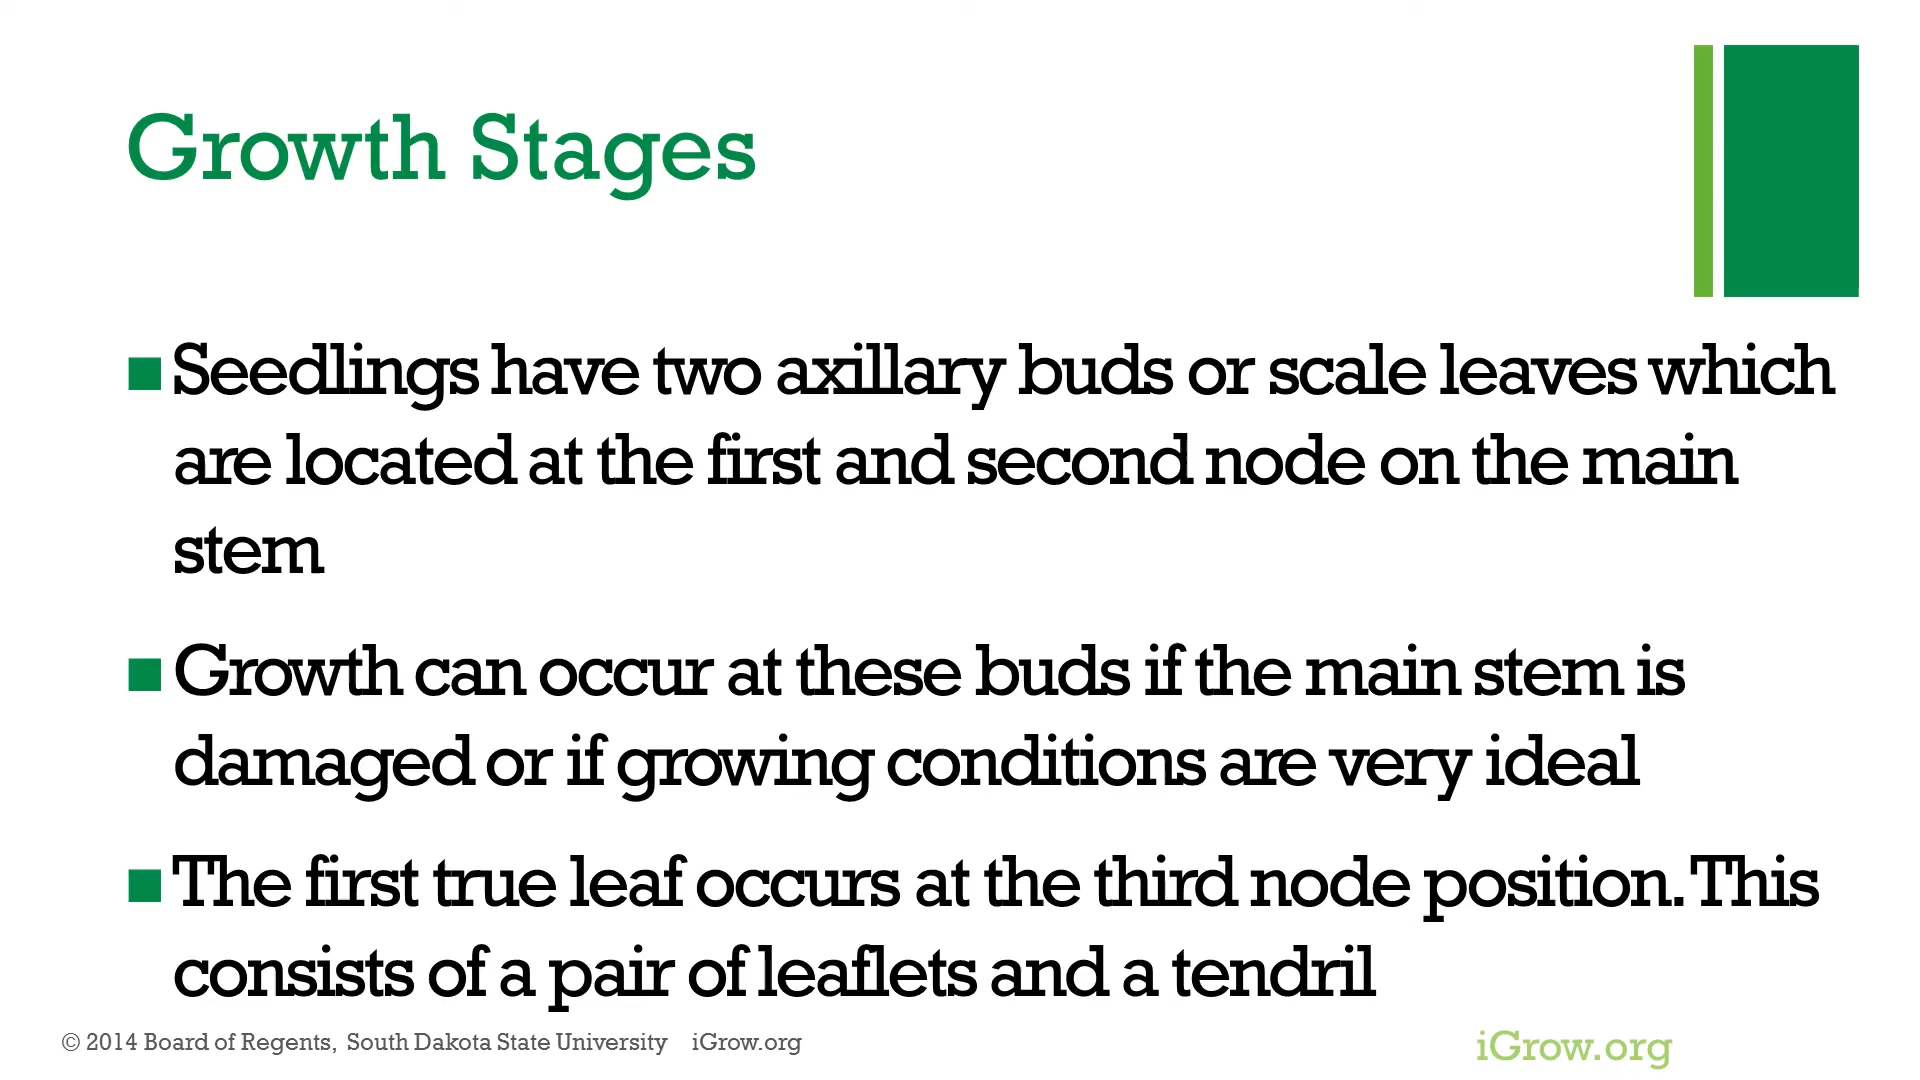 Growth Stages
Seedlings have two axillary buds or scale leaves which
are located at the first and second node on the main
stem
Growth can occur at these buds if the main stem is
damaged or if growing conditions are very ideal
The first true leaf occurs at the third node position. This
consists of a pair of leaflets and a tendril
© 2014 Board of Regents, South Dakota State University iGrow.org
iGrow.org